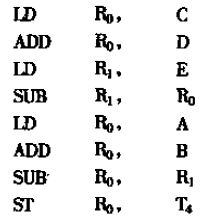 LD R₀, C
ADD R₀, D
LD R₁, E
SUB R₁, R₀
LD R₀, A
ADD R₀, B
SUB R₀, R₁
ST R₀, T₄